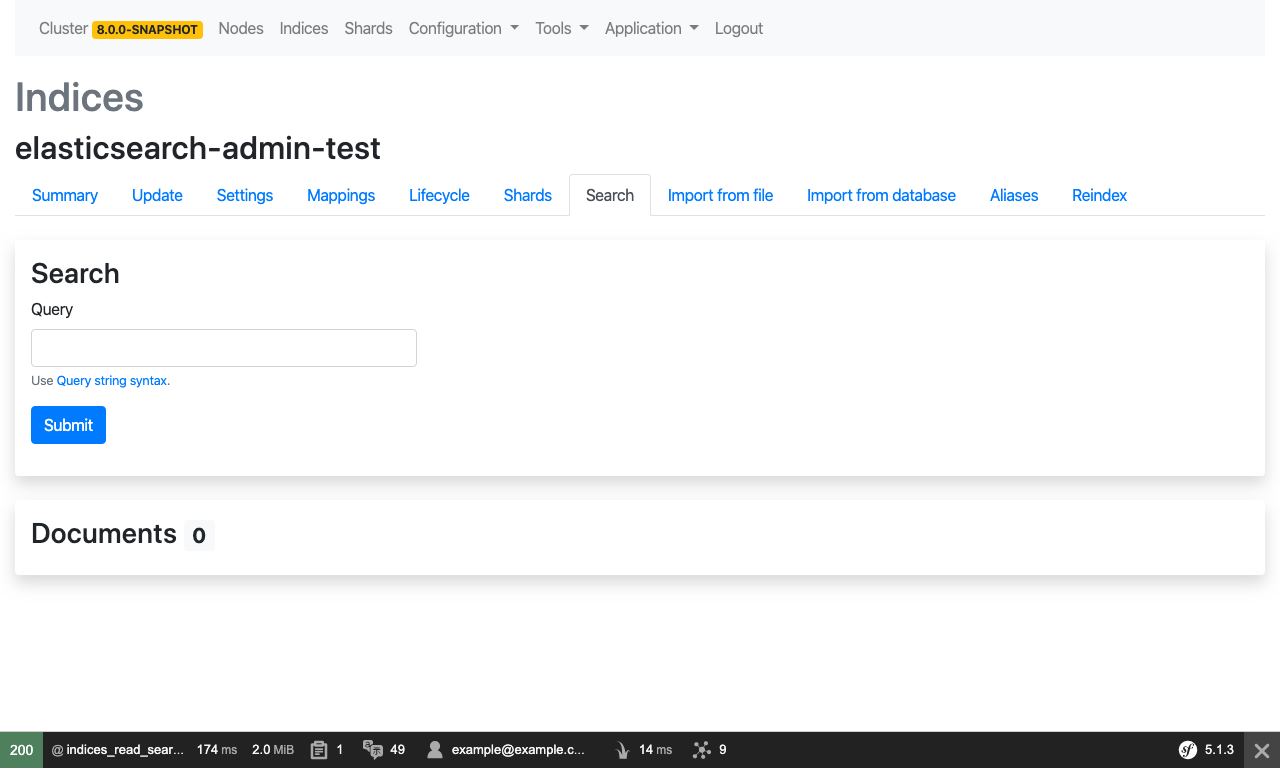 Cluster 8.0.0-SNAPSHOT Nodes Indices Shards Configuration Tools Application Logout
Indices
elasticsearch-admin-test
Summary Update Settings Mappings Lifecycle Shards Search Import from file Import from database Aliases Reindex
Search
Query
Use Query string syntax.
Submit
Documents 0
200 @ indices_read_sear... 174 ms 2.0 MiB 1 49 example@example.c... 14 ms 9 sf 5.1.3